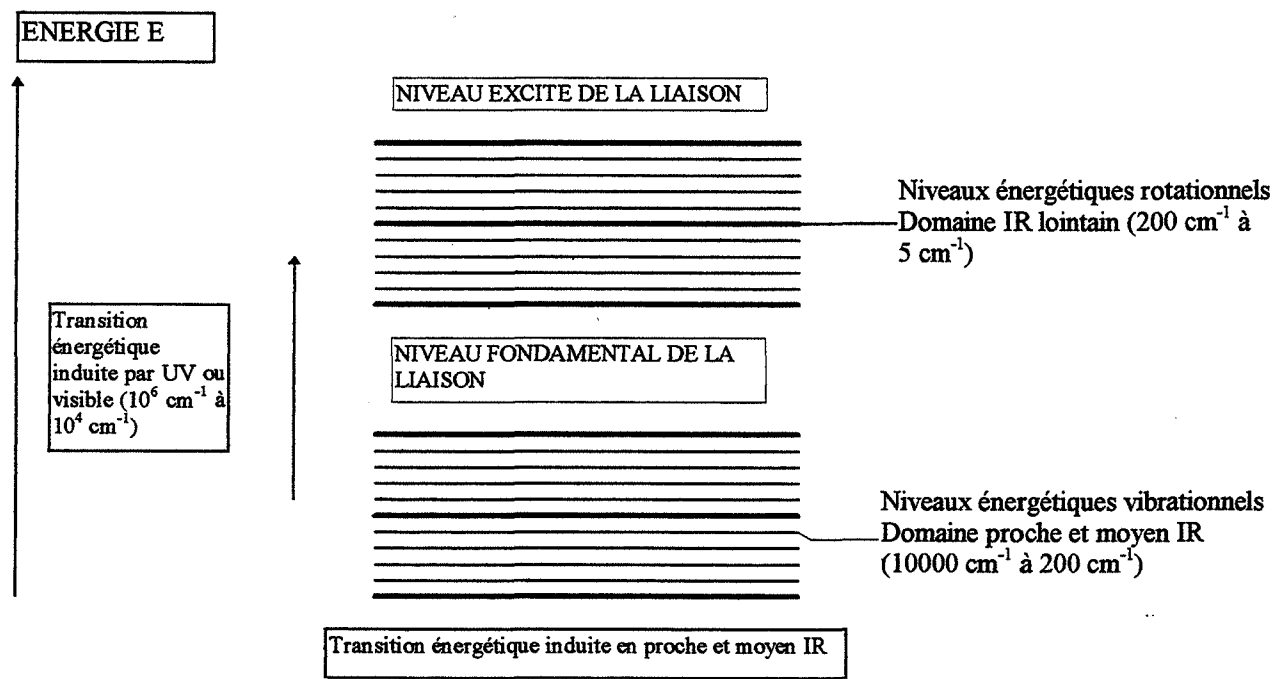 ENERGIE E
NIVEAU EXCITE DE LA LIAISON
Niveaux énergétiques rotationnels
Domaine IR lointain (200 cm⁻¹ à
5 cm⁻¹)
Transition
énergétique
induite par UV ou
visible (10⁶ cm⁻¹ à
10⁴ cm⁻¹)
NIVEAU FONDAMENTAL DE LA
LIAISON
Niveaux énergétiques vibrationnels
Domaine proche et moyen IR
(10000 cm⁻¹ à 200 cm⁻¹)
Transition énergétique induite en proche et moyen IR